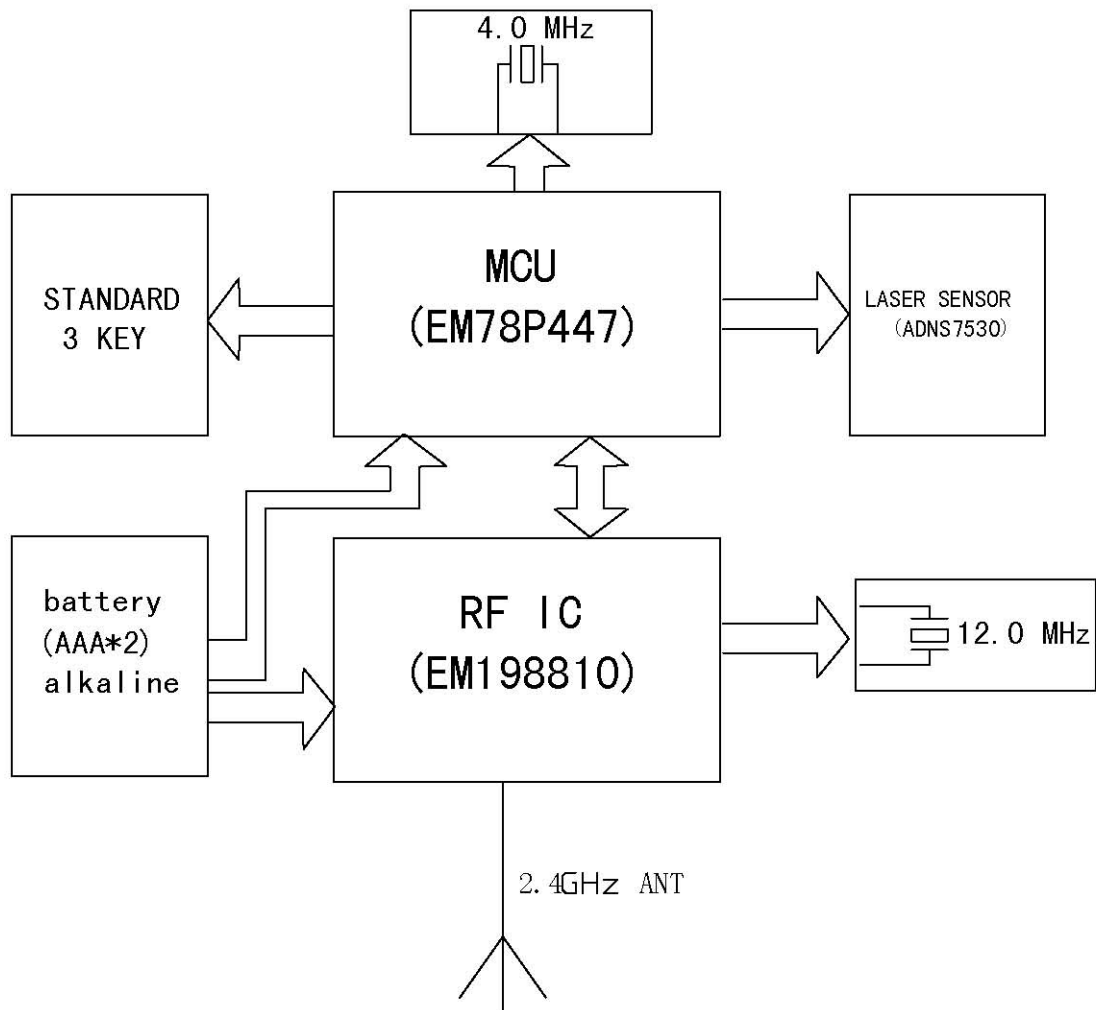 4.0 MHz
STANDARD
3 KEY
MCU
(EM78P447)
LASER SENSOR
(ADNS7530)
battery
(AAA*2)
alkaline
RF IC
(EM198810)
12.0 MHz
2.4GHz ANT